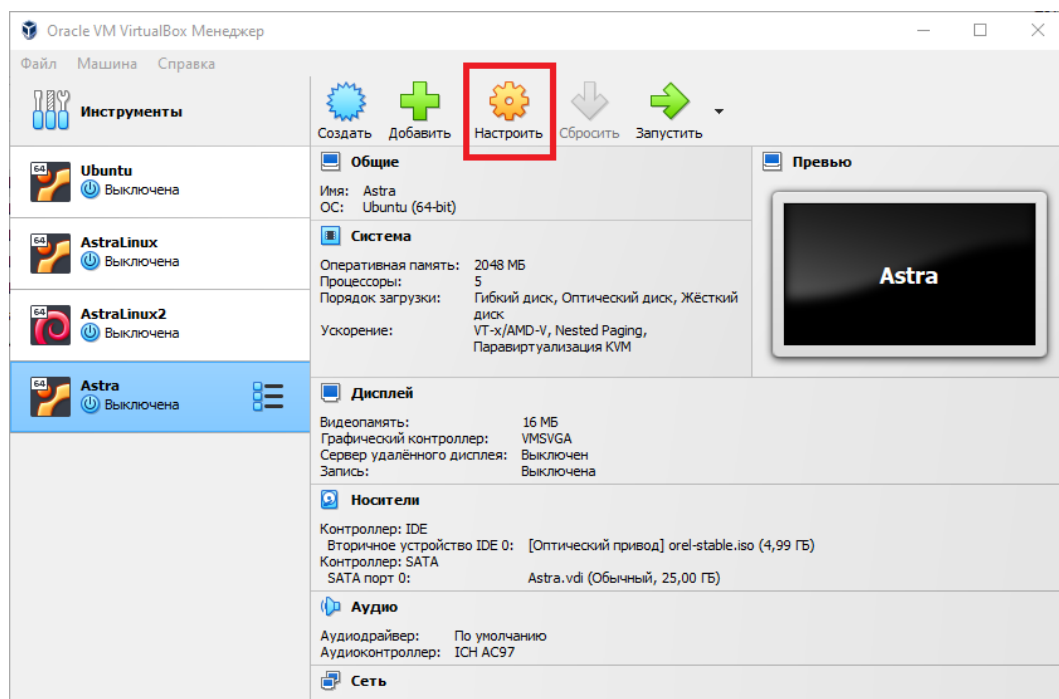 Oracle VM VirtualBox Менеджер
Файл Машина Справка
Инструменты
Создать Добавить Настроить Сбросить Запустить
64
Ubuntu
Выключена
64
AstraLinux
Выключена
64
AstraLinux2
Выключена
64
Astra
Выключена
Общие
Имя: Astra
ОС: Ubuntu (64-bit)
Система
Оперативная память: 2048 МБ
Процессоры: 5
Порядок загрузки: Гибкий диск, Оптический диск, Жёсткий
диск
Ускорение: VT-x/AMD-V, Nested Paging,
Паравиртуализация KVM
Превью
Astra
Дисплей
Видеопамять: 16 МБ
Графический контроллер: VMSVGA
Сервер удалённого дисплея: Выключен
Запись: Выключена
Носители
Контроллер: IDE
Вторичное устройство IDE 0: [Оптический привод] orel-stable.iso (4,99 ГБ)
Контроллер: SATA
SATA порт 0: Astra.vdi (Обычный, 25,00 ГБ)
Аудио
Аудиодрайвер: По умолчанию
Аудиоконтроллер: ICH AC97
Сеть